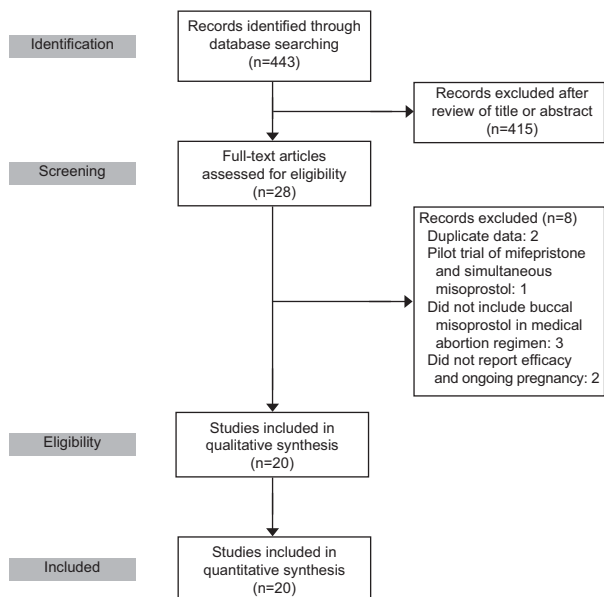 Identification
Records identified through
database searching
(n=443)
Records excluded after
review of title or abstract
(n=415)
Screening
Full-text articles
assessed for eligibility
(n=28)
Records excluded (n=8)
Duplicate data: 2
Pilot trial of mifepristone
and simultaneous
misoprostol: 1
Did not include buccal
misoprostol in medical
abortion regimen: 3
Did not report efficacy
and ongoing pregnancy: 2
Eligibility
Studies included in
qualitative synthesis
(n=20)
Included
Studies included in
quantitative synthesis
(n=20)